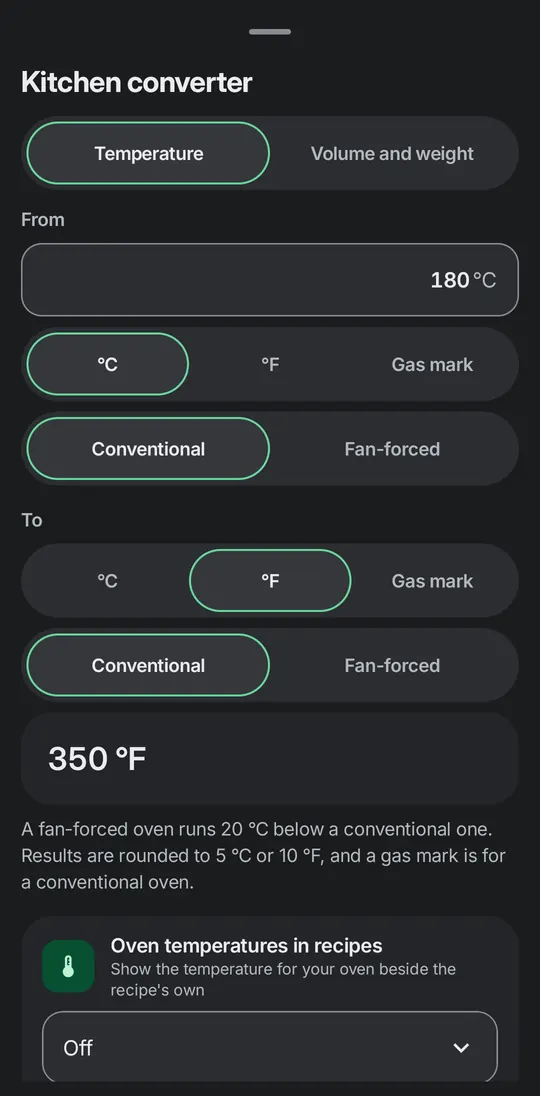 Kitchen converter
Temperature
Volume and weight
From
180 °C
°C
°F
Gas mark
Conventional
Fan-forced
To
°C
°F
Gas mark
Conventional
Fan-forced
350 °F
A fan-forced oven runs 20 °C below a conventional one.
Results are rounded to 5 °C or 10 °F, and a gas mark is for
a conventional oven.
Oven temperatures in recipes
Show the temperature for your oven beside the
recipe's own
Off